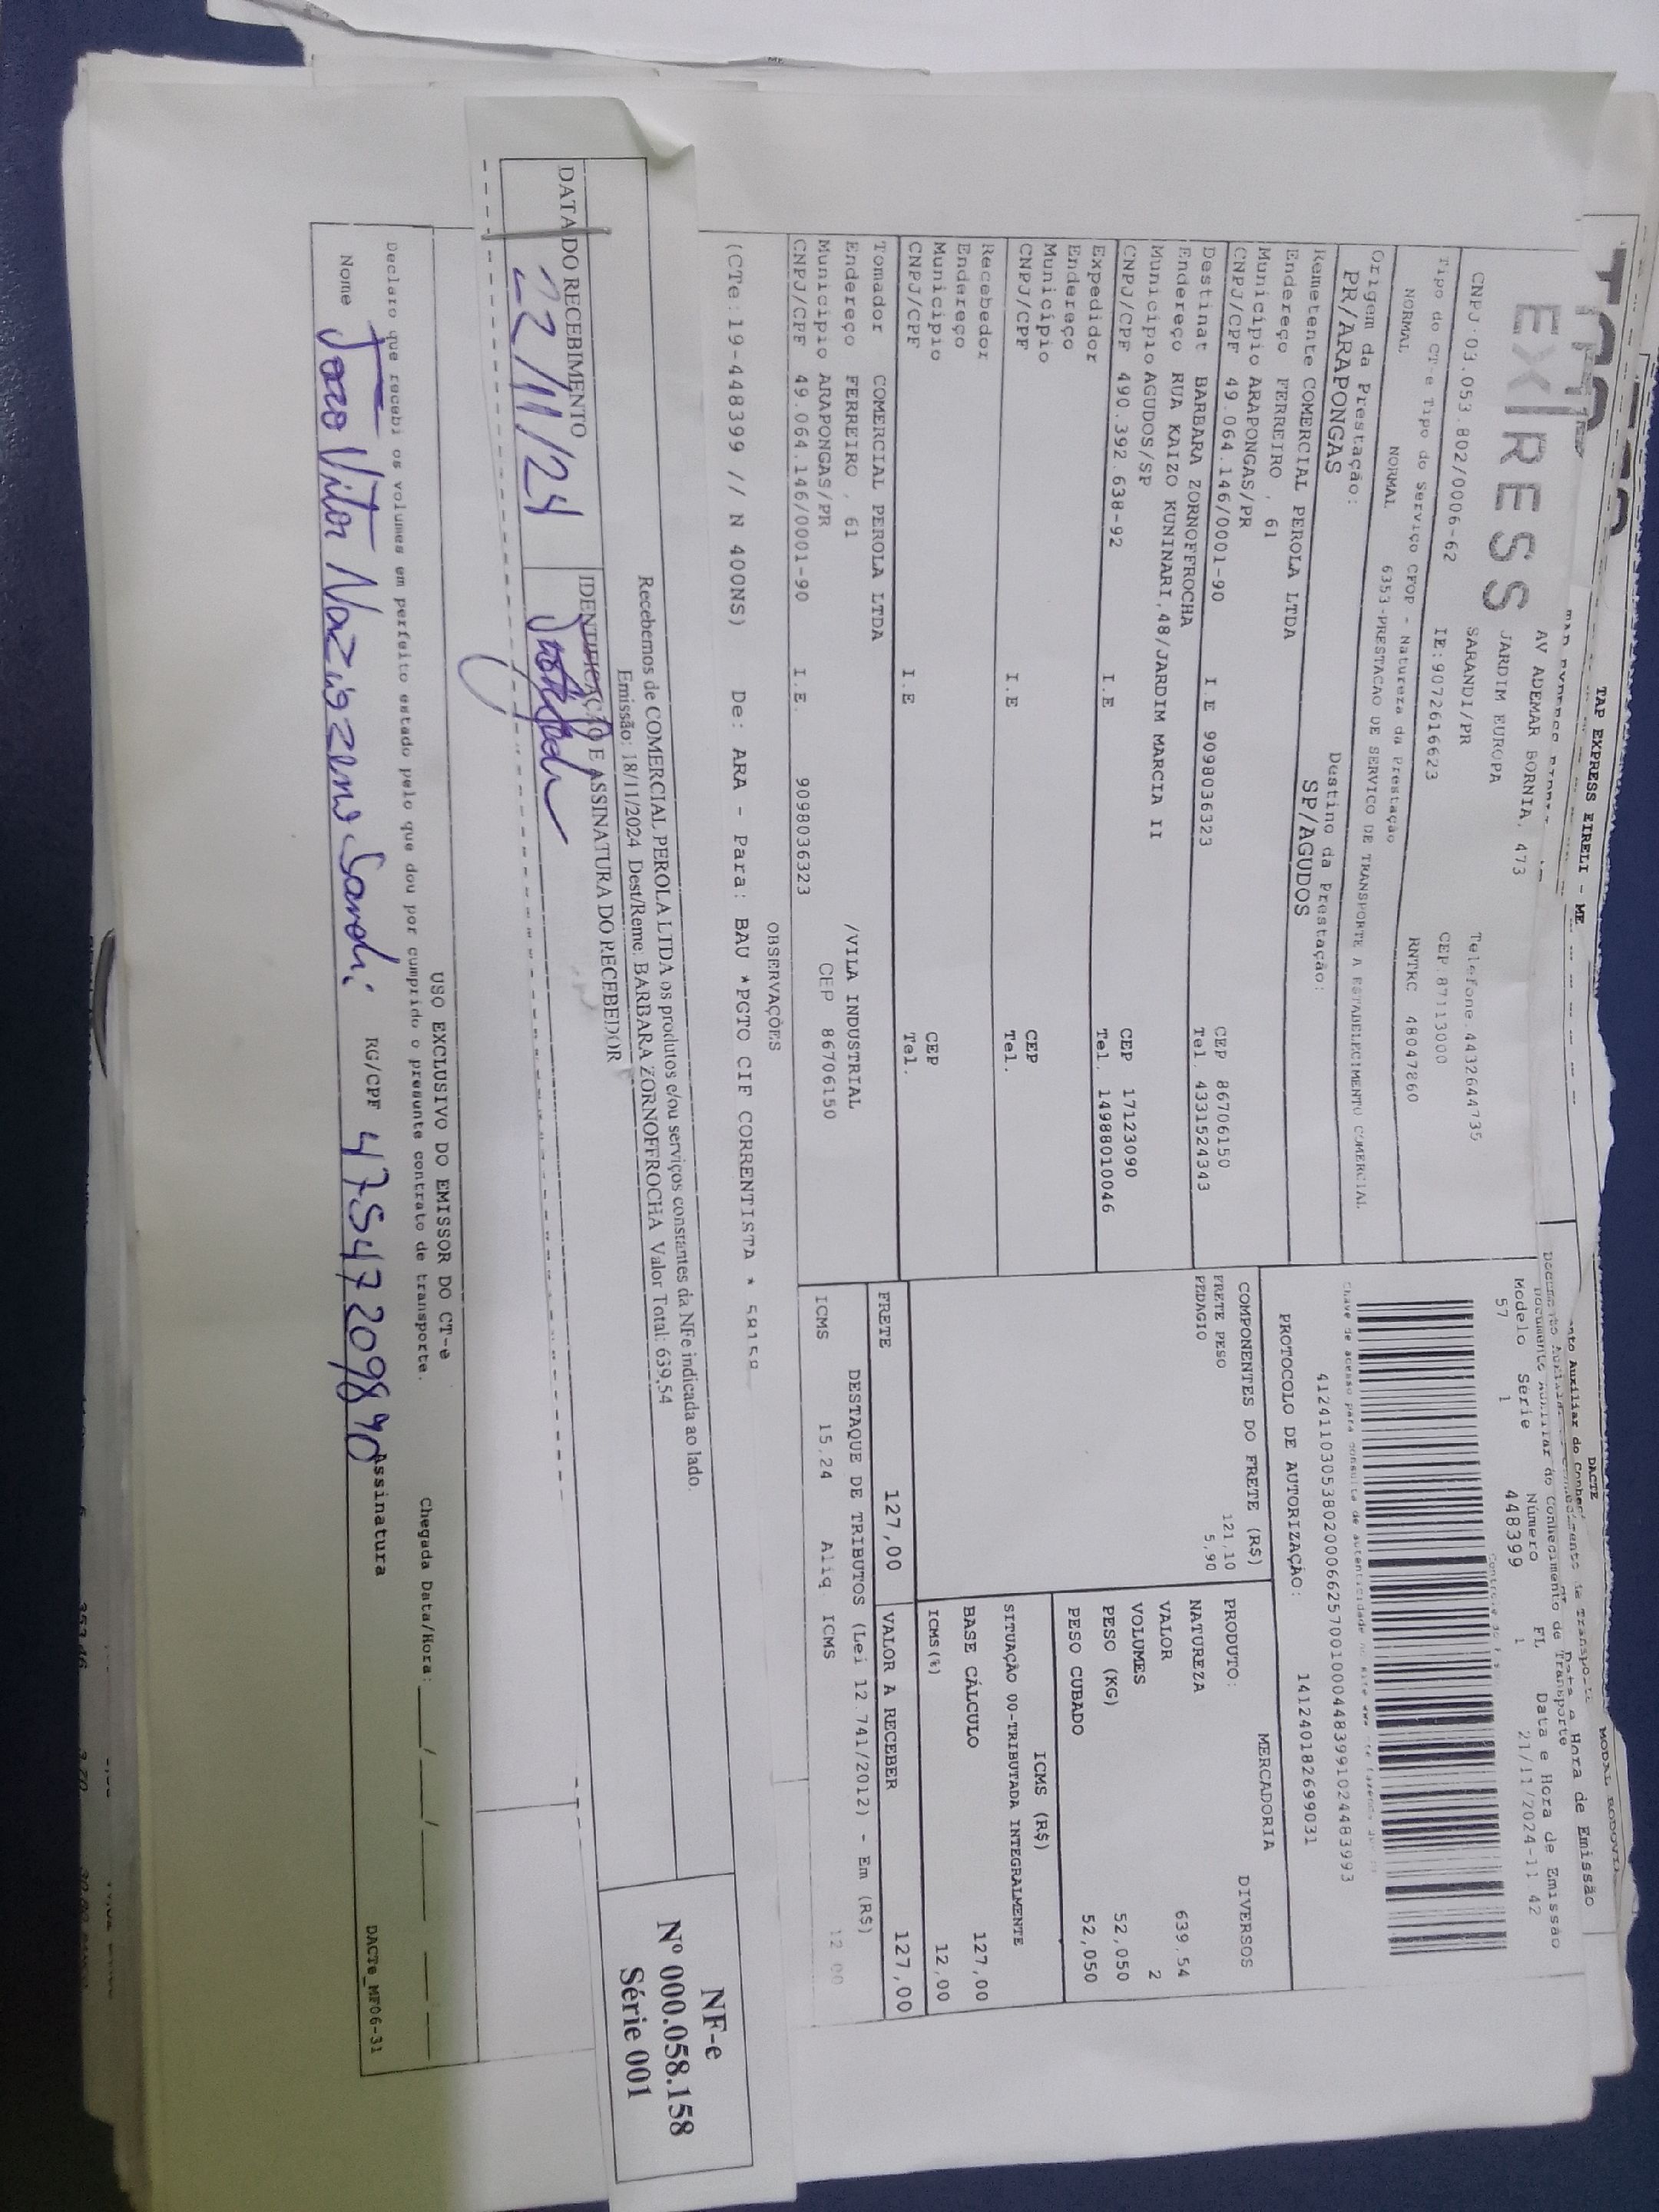 TAP EXPRESS EIRELI - ME
DACTE
EXPRESS
AV ADEMAR BORNIA, 473
JARDIM EUROPA
SARANDI/PR
Telefone. 4432644735
CNPJ:03.053.802/0006-62
IE:9072616623
CEP.87113000
RNTRC 48047860
Documento Auxiliar do Conhecimento de Transporte
Modelo Série Número FL Data e Hora de Emissão
57 1 448399 1 21/11/2024-11 42
Tipo do CT-e Tipo do Serviço CFOP - Natureza da Prestação
NORMAL NORMAL 6353-PRESTACAO DE SERVICO DE TRANSPORTE A ESTABELECIMENTO COMERCIAL
Origem da Prestação:
PR/ARAPONGAS
Destino da Prestação:
SP/AGUDOS
41241103053802000662570010004483991024483993
PROTOCOLO DE AUTORIZAÇÃO: 141240182699031
Remetente COMERCIAL PEROLA LTDA
Endereço FERREIRO , 61
Município ARAPONGAS/PR CEP 86706150
CNPJ/CPF 49.064.146/0001-90 I.E 9098036323 Tel. 4331524343
Destinat BARBARA ZORNOFFROCHA
Endereço RUA KAIZO KUNINARI,48/JARDIM MARCIA II
Município AGUDOS/SP CEP 17123090
CNPJ/CPF 490.392.638-92 I.E Tel. 14988010046
Expedidor
Endereço
Município CEP
CNPJ/CPF I.E Tel.
Recebedor
Endereço
Município CEP
CNPJ/CPF I.E Tel.
Tomador COMERCIAL PEROLA LTDA
Endereço FERREIRO , 61 /VILA INDUSTRIAL
Município ARAPONGAS/PR CEP 86706150
CNPJ/CPF 49.064.146/0001-90 I.E. 9098036323
COMPONENTES DO FRETE (R$)
FRETE PESO 121,10
PEDAGIO 5,90
MERCADORIA
PRODUTO: DIVERSOS
NATUREZA
VALOR 639.54
VOLUMES 2
PESO (KG) 52,050
PESO CUBADO 52,050
ICMS (R$)
SITUAÇÃO 00-TRIBUTADA INTEGRALMENTE
BASE CÁLCULO 127,00
ICMS(%) 12,00
FRETE 127,00 VALOR A RECEBER 127,00
DESTAQUE DE TRIBUTOS (Lei 12 741/2012) - Em (R$)
ICMS 15,24 Aliq. ICMS 12 00
OBSERVAÇÕES
(CTe:19-448399 // N 400NS) De: ARA - Para: BAU *PGTO CIF CORRENTISTA * 58158
Recebemos de COMERCIAL PEROLA LTDA os produtos e/ou serviços constantes da NFe indicada ao lado.
Emissão: 18/11/2024 Dest/Reme: BARBARA ZORNOFFROCHA Valor Total: 639,54
DATA DO RECEBIMENTO
22/11/24
IDENTIFICAÇÃO E ASSINATURA DO RECEBEDOR
NF-e
Nº 000.058.158
Série 001
USO EXCLUSIVO DO EMISSOR DO CT-e
Declaro que recebi os volumes em perfeito estado pelo que dou por cumprido o presente contrato de transporte.
Chegada Data/Hora: ___/___/___
Nome João Vitor Nazianzeno Sandi RG/CPF 47547209890 Assinatura
DACTe_MF06-31